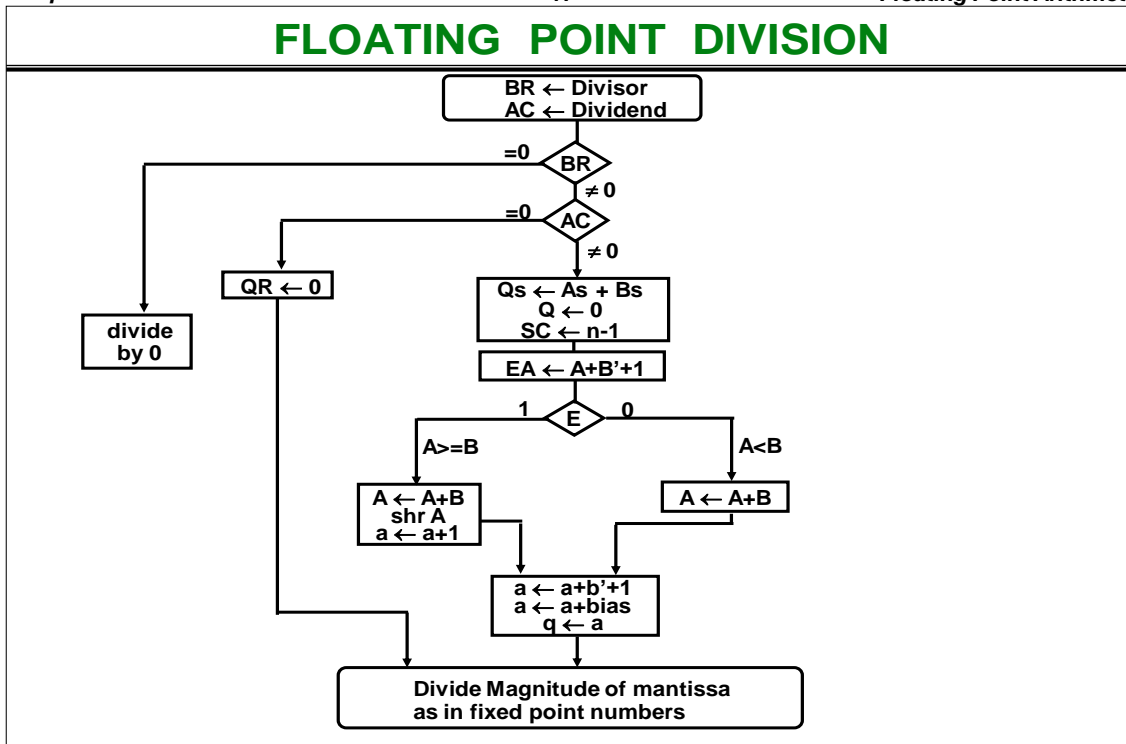 FLOATING POINT DIVISION
BR ← Divisor
AC ← Dividend
=0
BR
≠ 0
=0
AC
≠ 0
QR ← 0
Qs ← As + Bs
Q ← 0
SC ← n-1
divide
by 0
EA ← A+B’+1
1
E
0
A>=B
A<B
A ← A+B
shr A
a ← a+1
A ← A+B
a ← a+b’+1
a ← a+bias
q ← a
Divide Magnitude of mantissa
as in fixed point numbers